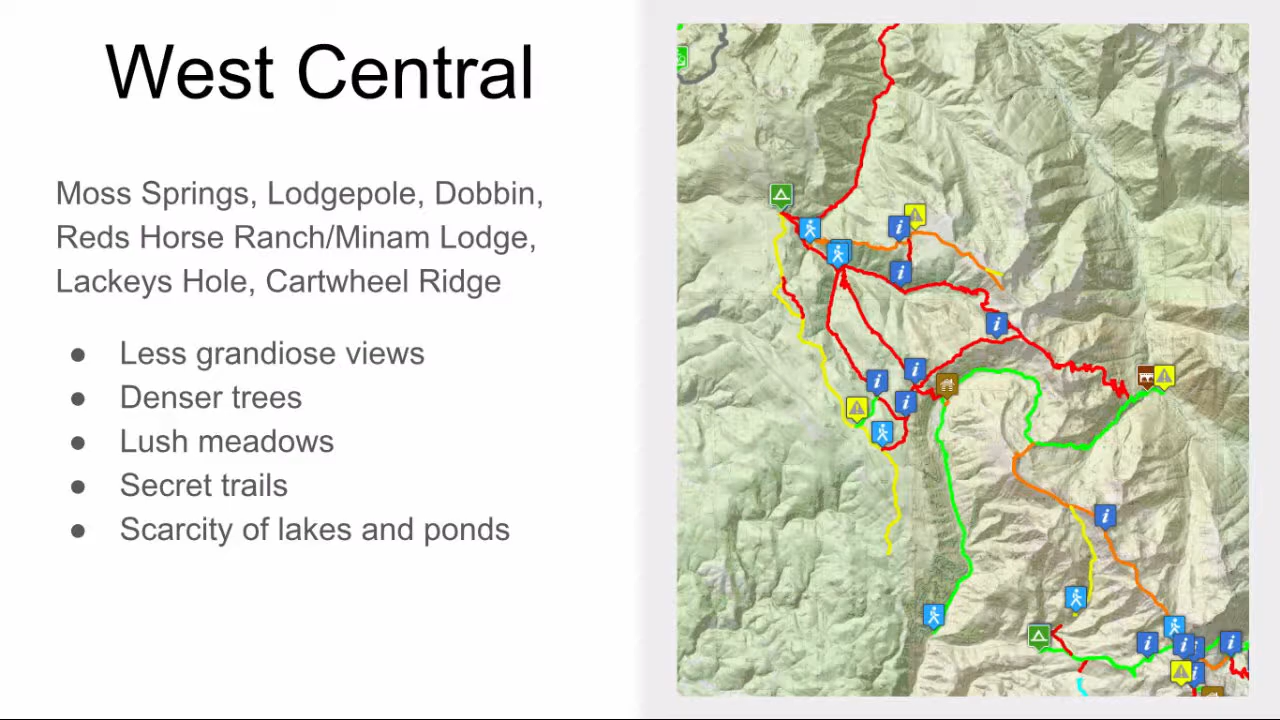 West Central
Moss Springs, Lodgepole, Dobbin,
Reds Horse Ranch/Minam Lodge,
Lackeys Hole, Cartwheel Ridge
● Less grandiose views
● Denser trees
● Lush meadows
● Secret trails
● Scarcity of lakes and ponds